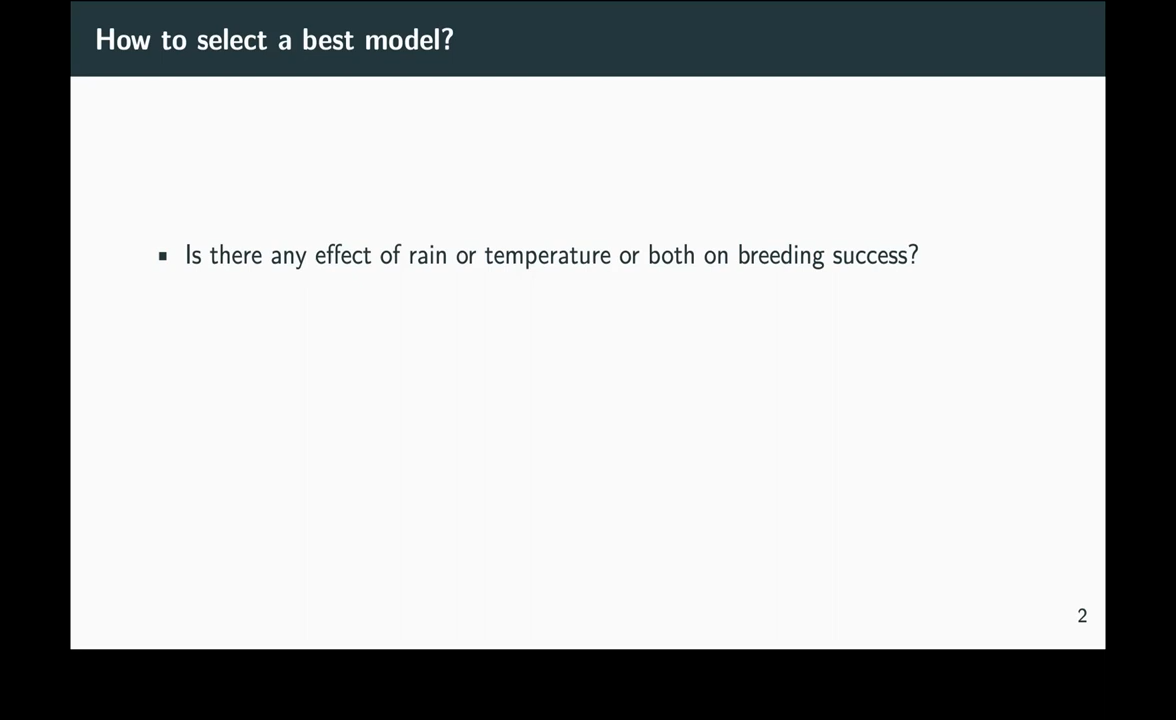 How to select a best model?
▪ Is there any effect of rain or temperature or both on breeding success?
2